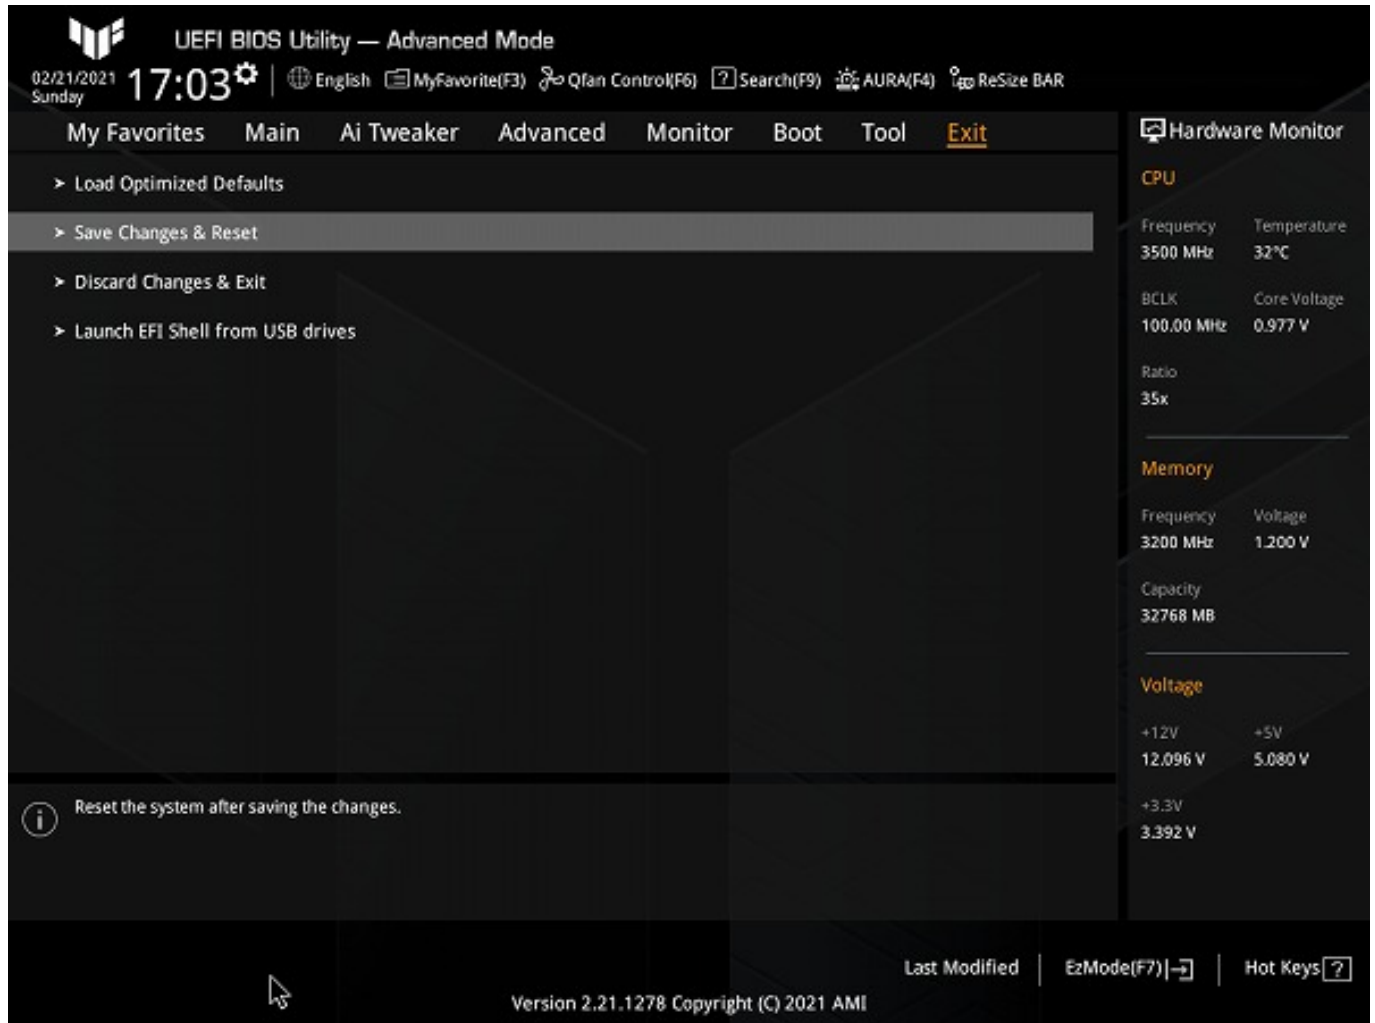 UEFI BIOS Utility — Advanced Mode
02/21/2021
Sunday
17:03
English MyFavorite(F3) Qfan Control(F6) ? Search(F9) AURA(F4) ReSize BAR
My Favorites Main Ai Tweaker Advanced Monitor Boot Tool Exit
> Load Optimized Defaults
> Save Changes & Reset
> Discard Changes & Exit
> Launch EFI Shell from USB drives
Hardware Monitor
CPU
Frequency Temperature
3500 MHz 32°C
BCLK Core Voltage
100.00 MHz 0.977 V
Ratio
35x
Memory
Frequency Voltage
3200 MHz 1.200 V
Capacity
32768 MB
Voltage
+12V +5V
12.096 V 5.080 V
+3.3V
3.392 V
i Reset the system after saving the changes.
Last Modified EzMode(F7) Hot Keys ?
Version 2.21.1278 Copyright (C) 2021 AMI